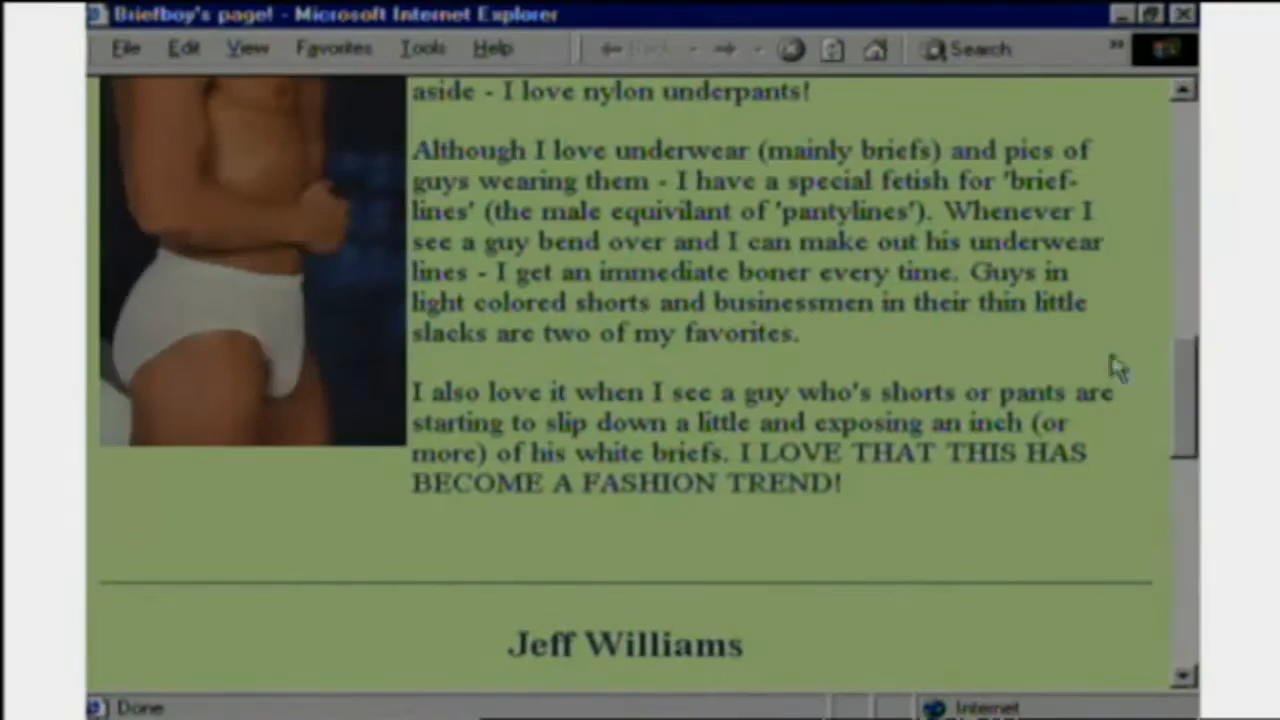 Briefboy's page! - Microsoft Internet Explorer
File Edit View Favorites Tools Help Back Search
aside - I love nylon underpants!
Although I love underwear (mainly briefs) and pics of
guys wearing them - I have a special fetish for 'brief-
lines' (the male equivilant of 'pantylines'). Whenever I
see a guy bend over and I can make out his underwear
lines - I get an immediate boner every time. Guys in
light colored shorts and businessmen in their thin little
slacks are two of my favorites.
I also love it when I see a guy who's shorts or pants are
starting to slip down a little and exposing an inch (or
more) of his white briefs. I LOVE THAT THIS HAS
BECOME A FASHION TREND!
Jeff Williams
Done Internet